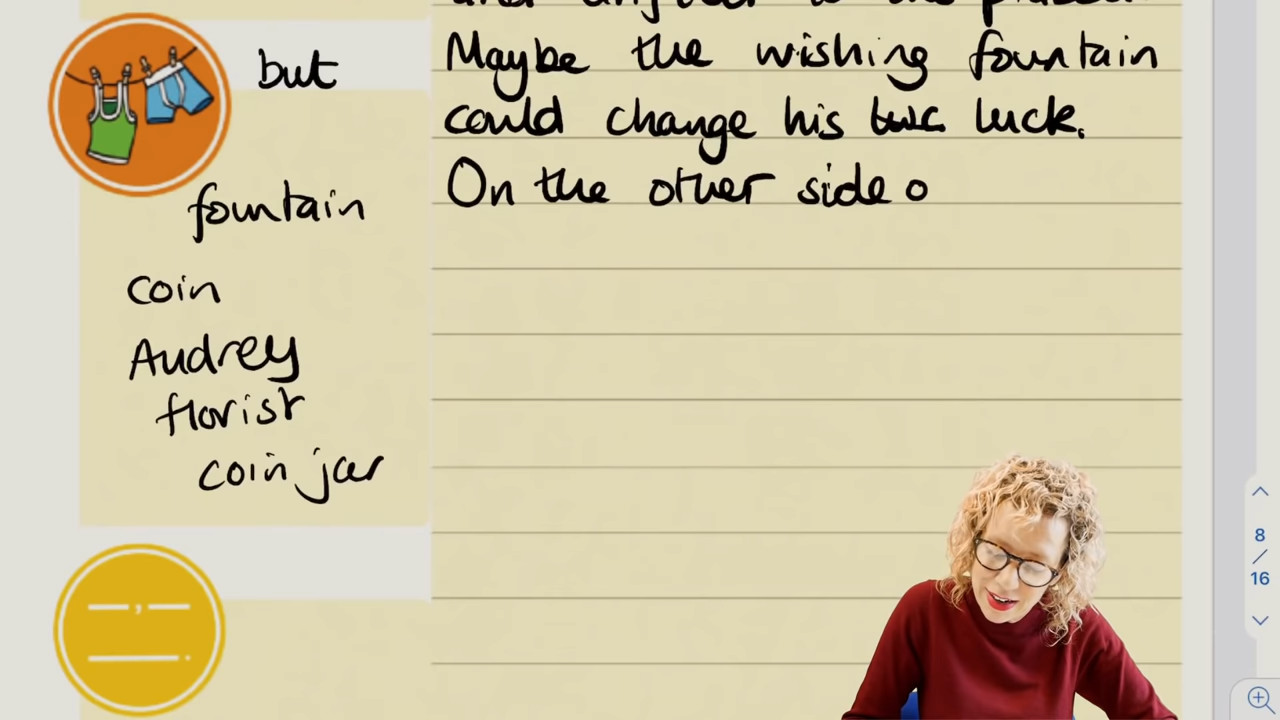 but
fountain
coin
Audrey
florist
coin jar
Maybe the wishing fountain
could change his luck.
On the other side o
8
/
16